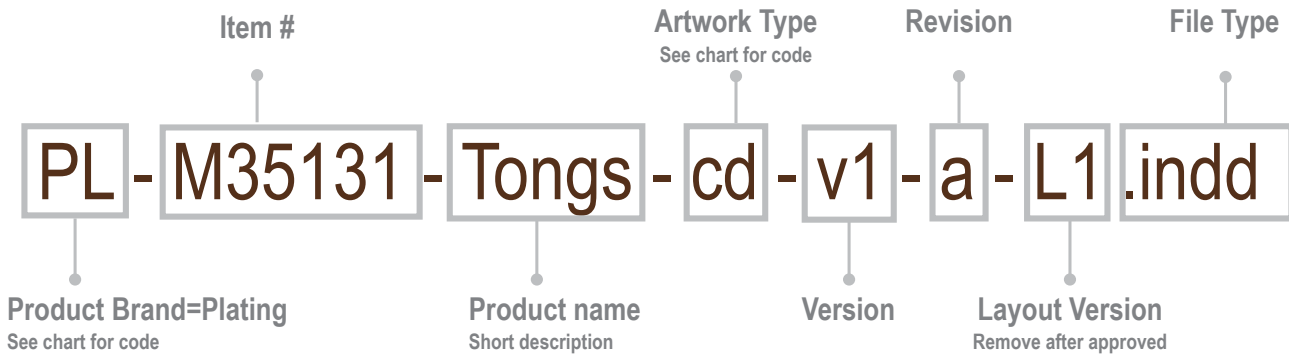 Item #
Artwork Type
See chart for code
Revision
File Type
PL - M35131 - Tongs - cd - v1 - a - L1 .indd
Product Brand=Plating
See chart for code
Product name
Short description
Version
Layout Version
Remove after approved